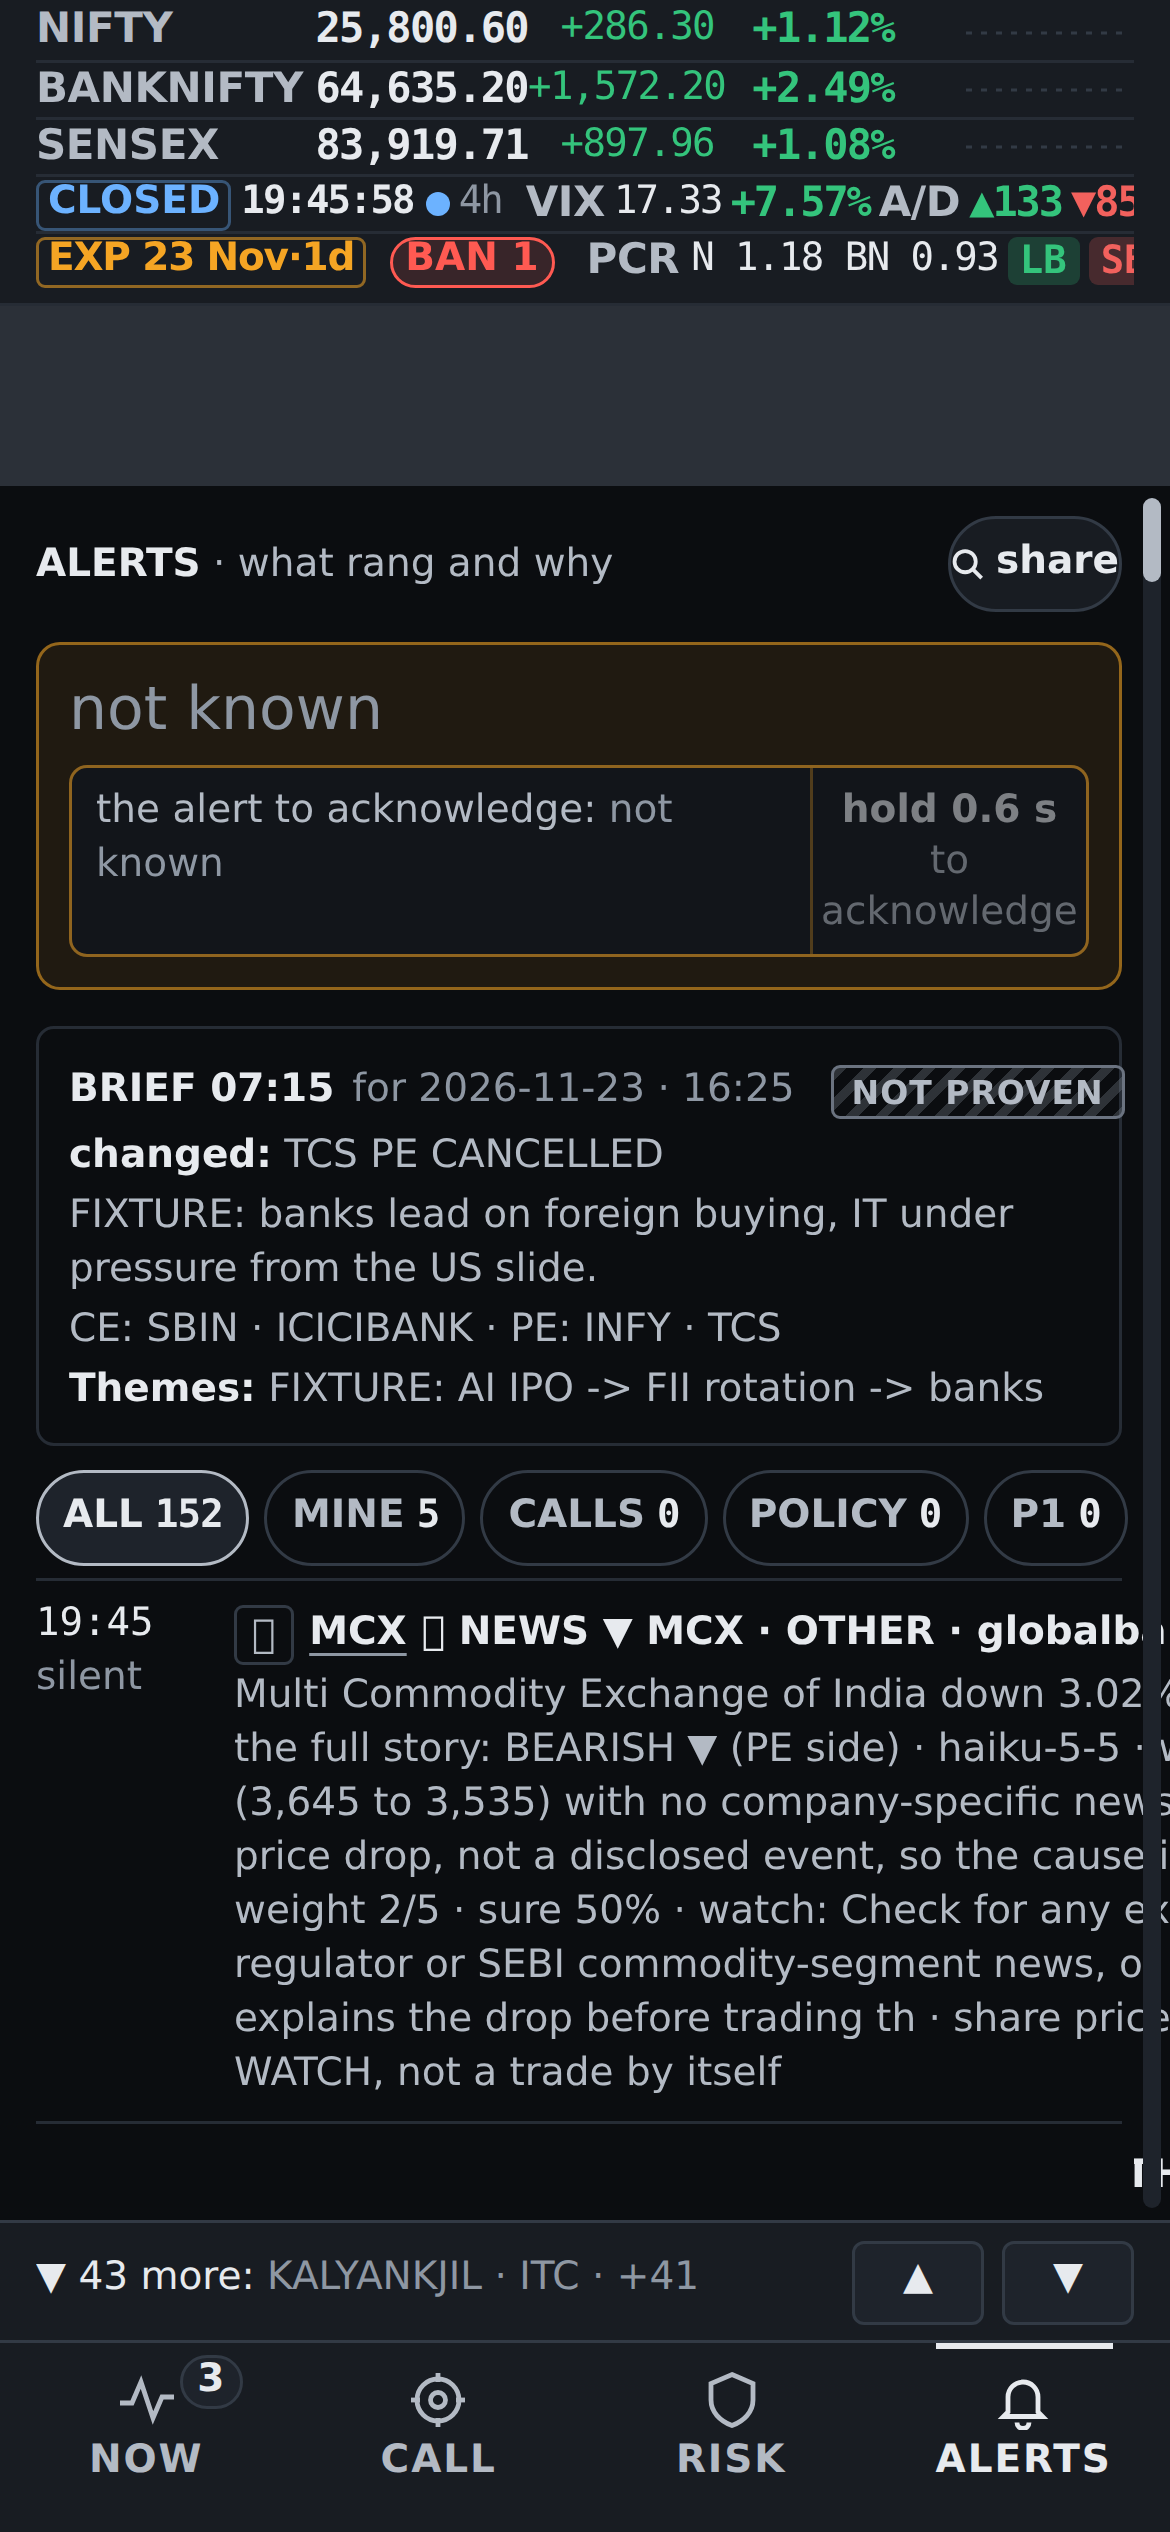 NIFTY 25,800.60 +286.30 +1.12%
BANKNIFTY 64,635.20 +1,572.20 +2.49%
SENSEX 83,919.71 +897.96 +1.08%
CLOSED 19:45:58 ● 4h VIX 17.33 +7.57% A/D ▲133 ▼85
EXP 23 Nov·1d BAN 1 PCR N 1.18 BN 0.93 LB
ALERTS · what rang and why share
not known
the alert to acknowledge: not
known
hold 0.6 s
to
acknowledge
BRIEF 07:15 for 2026-11-23 · 16:25 NOT PROVEN
changed: TCS PE CANCELLED
FIXTURE: banks lead on foreign buying, IT under
pressure from the US slide.
CE: SBIN · ICICIBANK · PE: INFY · TCS
Themes: FIXTURE: AI IPO -> FII rotation -> banks
ALL 152 MINE 5 CALLS 0 POLICY 0 P1 0
19:45
silent
MCX NEWS ▼ MCX · OTHER ·
Multi Commodity Exchange of India down 3.02%
the full story: BEARISH ▼ (PE side) · haiku-5-5 ·
(3,645 to 3,535) with no company-specific news
price drop, not a disclosed event, so the cause
weight 2/5 · sure 50% · watch: Check for any
regulator or SEBI commodity-segment news,
explains the drop before trading th · share price
WATCH, not a trade by itself
▼ 43 more: KALYANKJIL · ITC · +41 ▲ ▼
3
NOW CALL RISK ALERTS